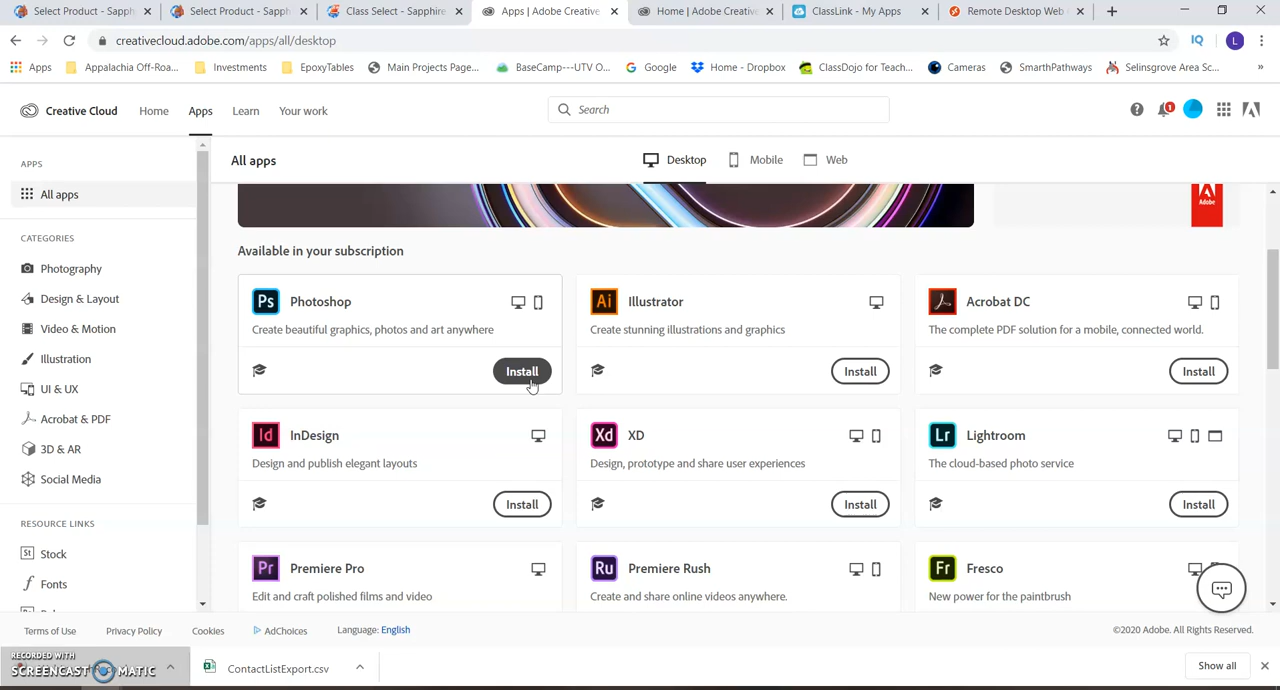 Select Product - Sapph
Select Product - Sapph
Class Select - Sapphire
Apps | Adobe Creative
Home | Adobe Creative
ClassLink - My Apps
Remote Desktop Web
creativecloud.adobe.com/apps/all/desktop
IQ
L
Apps
Appalachia Off-Roa...
Investments
EpoxyTables
Main Projects Page...
BaseCamp---UTV O...
Google
Home - Dropbox
ClassDojo for Teach...
Cameras
SmarthPathways
Selinsgrove Area Sc...
»
Creative Cloud
Home
Apps
Learn
Your work
Search
1
APPS
All apps
CATEGORIES
Photography
Design & Layout
Video & Motion
Illustration
UI & UX
Acrobat & PDF
3D & AR
Social Media
RESOURCE LINKS
St Stock
Fonts
All apps
Desktop
Mobile
Web
Adobe
Available in your subscription
Ps Photoshop
Create beautiful graphics, photos and art anywhere
Install
Ai Illustrator
Create stunning illustrations and graphics
Install
Acrobat DC
The complete PDF solution for a mobile, connected world.
Install
Id InDesign
Design and publish elegant layouts
Install
Xd XD
Design, prototype and share user experiences
Install
Lr Lightroom
The cloud-based photo service
Install
Pr Premiere Pro
Edit and craft polished films and video
Ru Premiere Rush
Create and share online videos anywhere.
Fr Fresco
New power for the paintbrush
Terms of Use
Privacy Policy
Cookies
AdChoices
Language: English
©2020 Adobe. All Rights Reserved.
RECORDED WITH
SCREENCAST MATIC
ContactListExport.csv
Show all